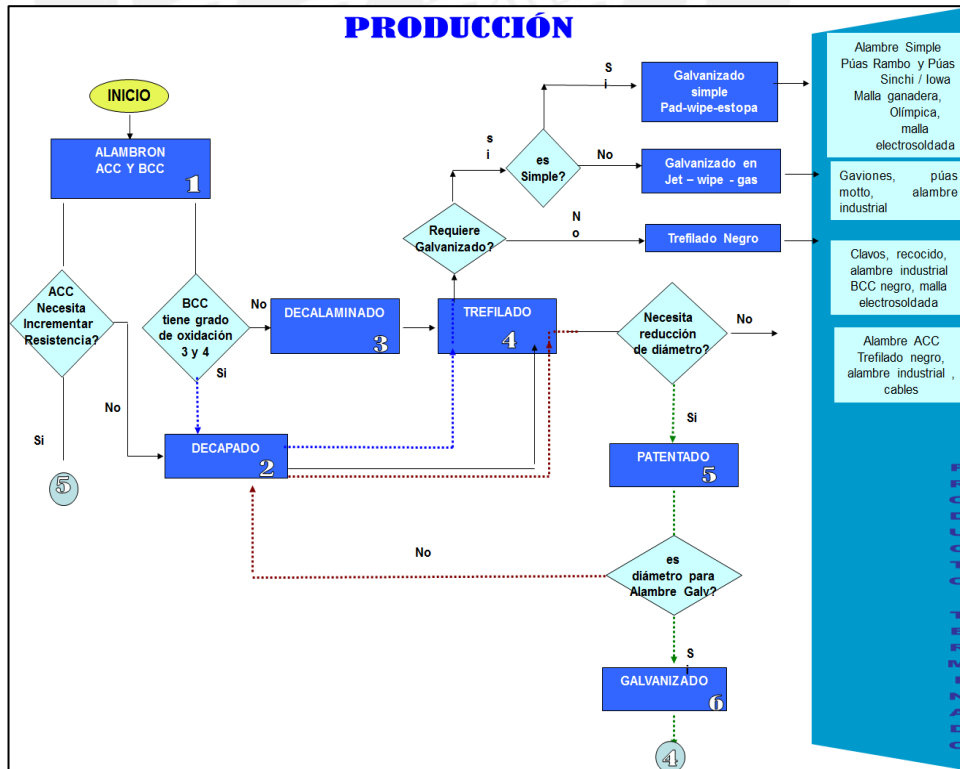 PRODUCCIÓN
INICIO
ALAMBRON
ACC Y BCC
1
ACC
Necesita
Incrementar
Resistencia?
Si
5
No
BCC
tiene grado
de oxidación
3 y 4
No
Si
DECALAMINADO
3
DECAPADO
2
TREFILADO
4
Requiere
Galvanizado?
s
i
N
o
es
Simple?
S
i
No
Galvanizado
simple
Pad-wipe-estopa
Galvanizado en
Jet – wipe - gas
Trefilado Negro
Necesita
reducción
de diámetro?
No
Si
PATENTADO
5
es
diámetro para
Alambre Galv?
No
S
i
GALVANIZADO
6
4
Alambre Simple
Púas Rambo y Púas
Sinchi / Iowa
Malla ganadera,
Olímpica,
malla
electrosoldada
Gaviones, púas
motto, alambre
industrial
Clavos, recocido,
alambre industrial
BCC negro, malla
electrosoldada
Alambre ACC
Trefilado negro,
alambre industrial ,
cables
PRODUCTO TERMINADO